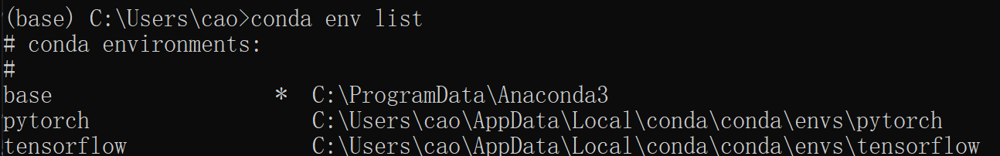 (base) C:\Users\cao>conda env list
# conda environments:
#
base                  *  C:\ProgramData\Anaconda3
pytorch                  C:\Users\cao\AppData\Local\conda\conda\envs\pytorch
tensorflow               C:\Users\cao\AppData\Local\conda\conda\envs\tensorflow